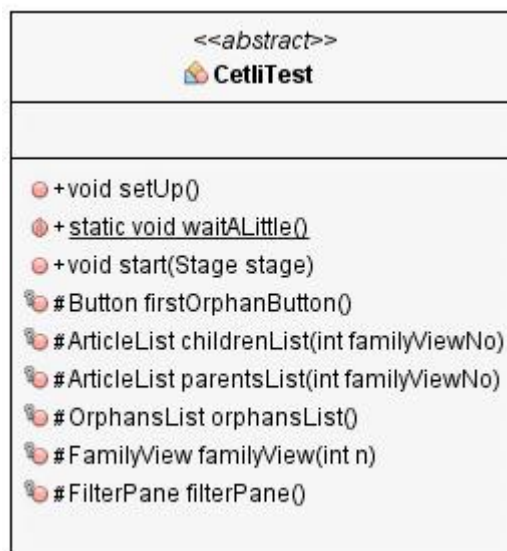 <<abstract>>
CetliTest
+void setUp()
+static void waitALittle()
+void start(Stage stage)
#Button firstOrphanButton()
#ArticleList childrenList(int familyViewNo)
#ArticleList parentsList(int familyViewNo)
#OrphansList orphansList()
#FamilyView familyView(int n)
#FilterPane filterPane()